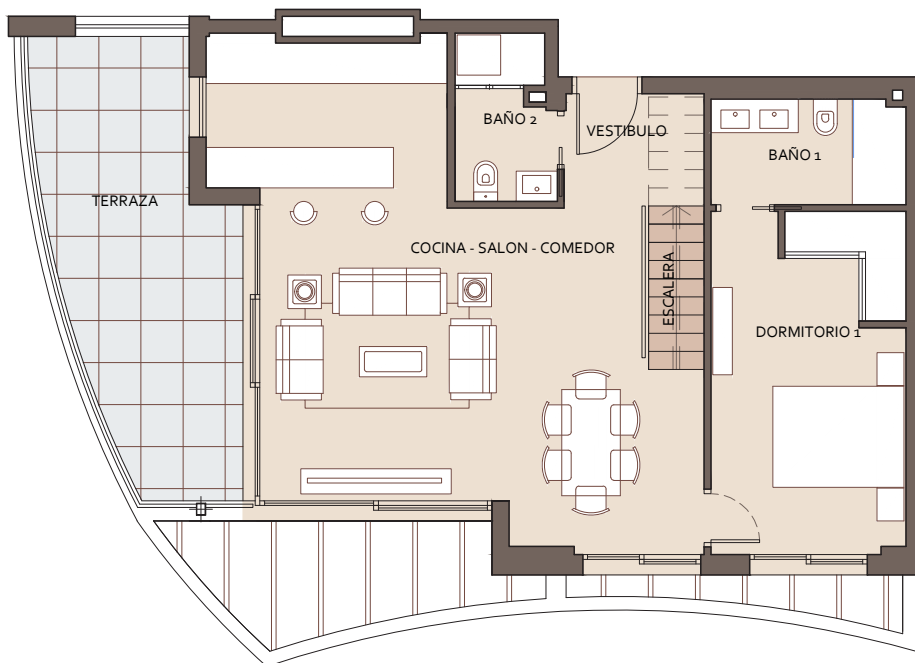 BAÑO 2
VESTIBULO
BAÑO 1
TERRAZA
COCINA - SALON - COMEDOR
ESCALERA
DORMITORIO 1